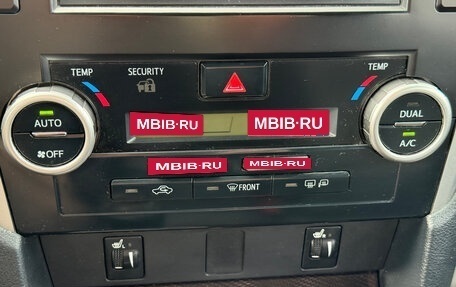 TEMP
SECURITY
TEMP
AUTO
OFF
MBIB·RU
MBIB·RU
DUAL
A/C
MBIB·RU
MBIB·RU
FRONT